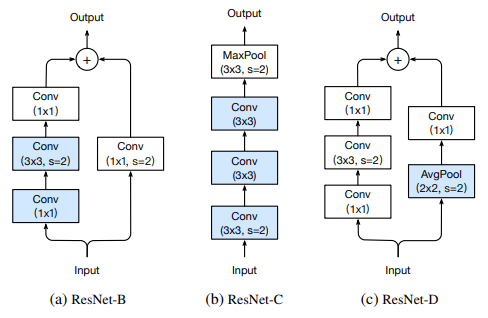 Output
+
Conv
(1x1)
Conv
(3x3, s=2)
Conv
(1x1)
Conv
(1x1, s=2)
Input
(a) ResNet-B
Output
MaxPool
(3x3, s=2)
Conv
(3x3)
Conv
(3x3)
Conv
(3x3, s=2)
Input
(b) ResNet-C
Output
+
Conv
(1x1)
Conv
(3x3, s=2)
Conv
(1x1)
Conv
(1x1)
AvgPool
(2x2, s=2)
Input
(c) ResNet-D